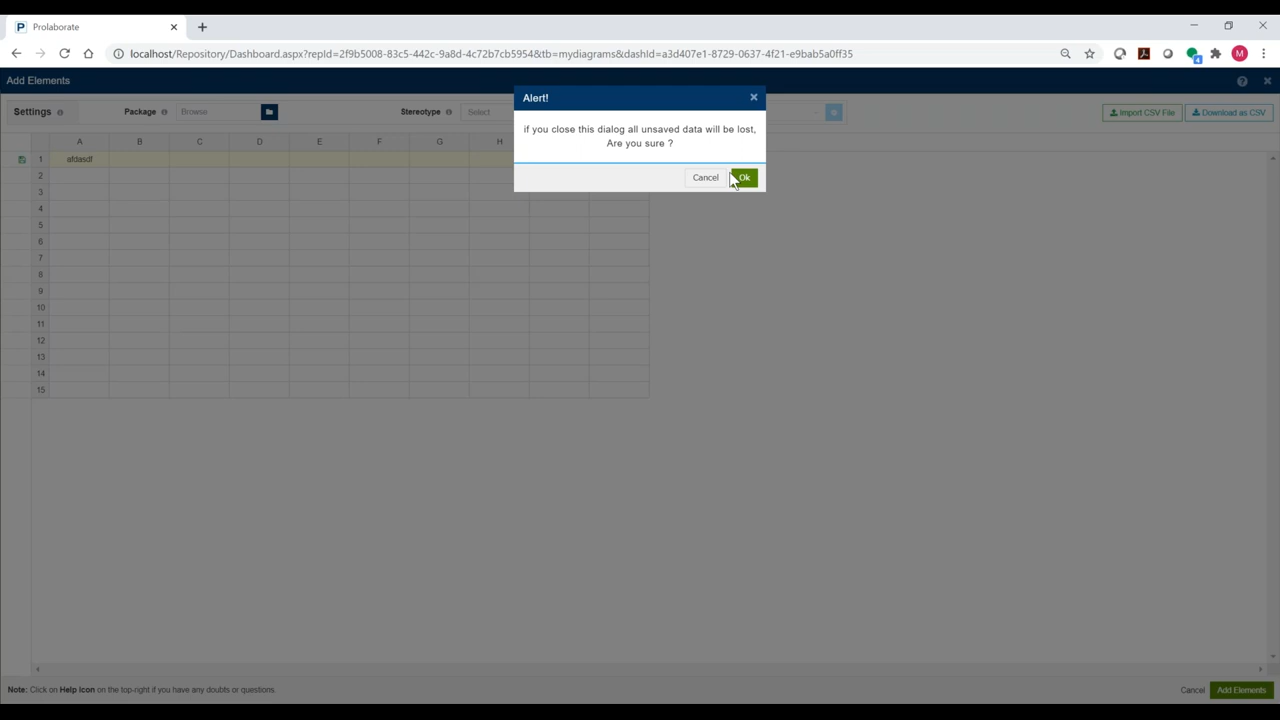 Prolaborate
localhost/Repository/Dashboard.aspx?repId=2f9b5008-83c5-442c-9a8d-4c72b7cb5954&tb=mydiagrams&dashId=a3d407e1-8729-0637-4f21-e9bab5a0ff35
4
M
Add Elements
Settings Package Browse Stereotype Select Import CSV File Download as CSV
Alert!
if you close this dialog all unsaved data will be lost,
Are you sure ?
Cancel Ok
A B C D E F G H
1 afdasdf
2
3
4
5
6
7
8
9
10
11
12
13
14
15
Note: Click on Help Icon on the top-right if you have any doubts or questions. Cancel Add Elements